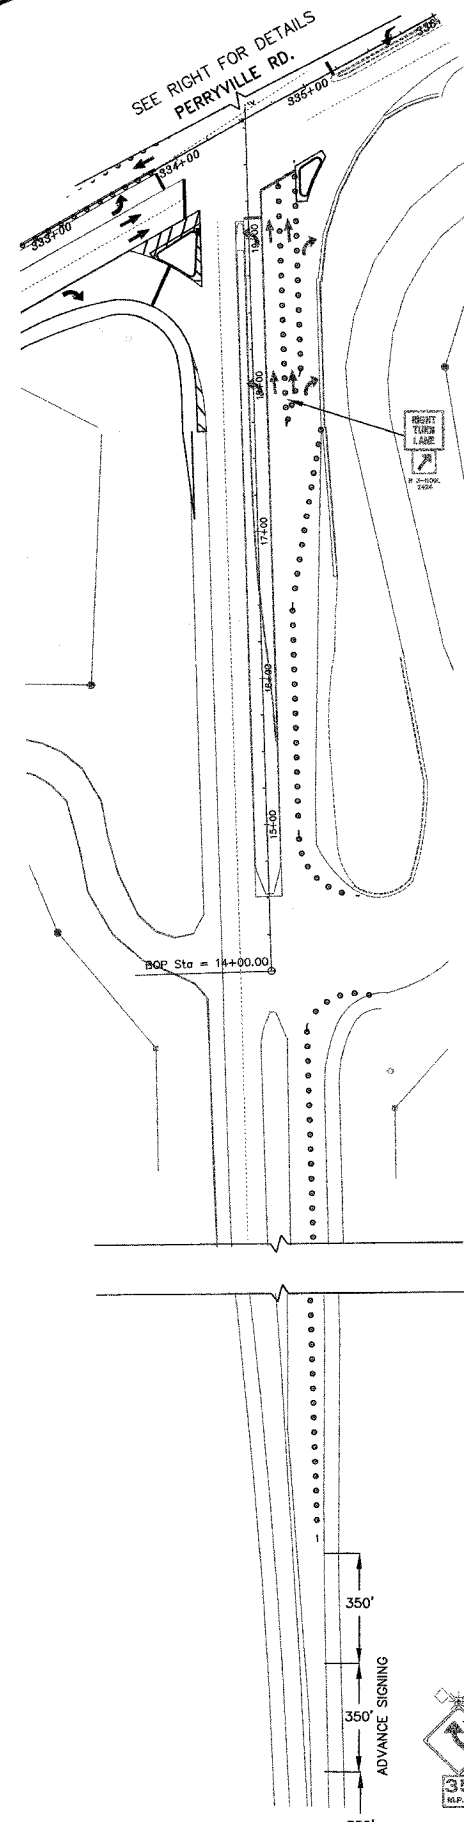 SEE RIGHT FOR DETAILS
PERRYVILLE RD.
336+
335+00
334+00
333+00
19+00
18+00
RIGHT
TURN
LANE
17+00
16+00
15+00
BOP Sta = 14+00.00
350'
350'
ADVANCE SIGNING
M.P.